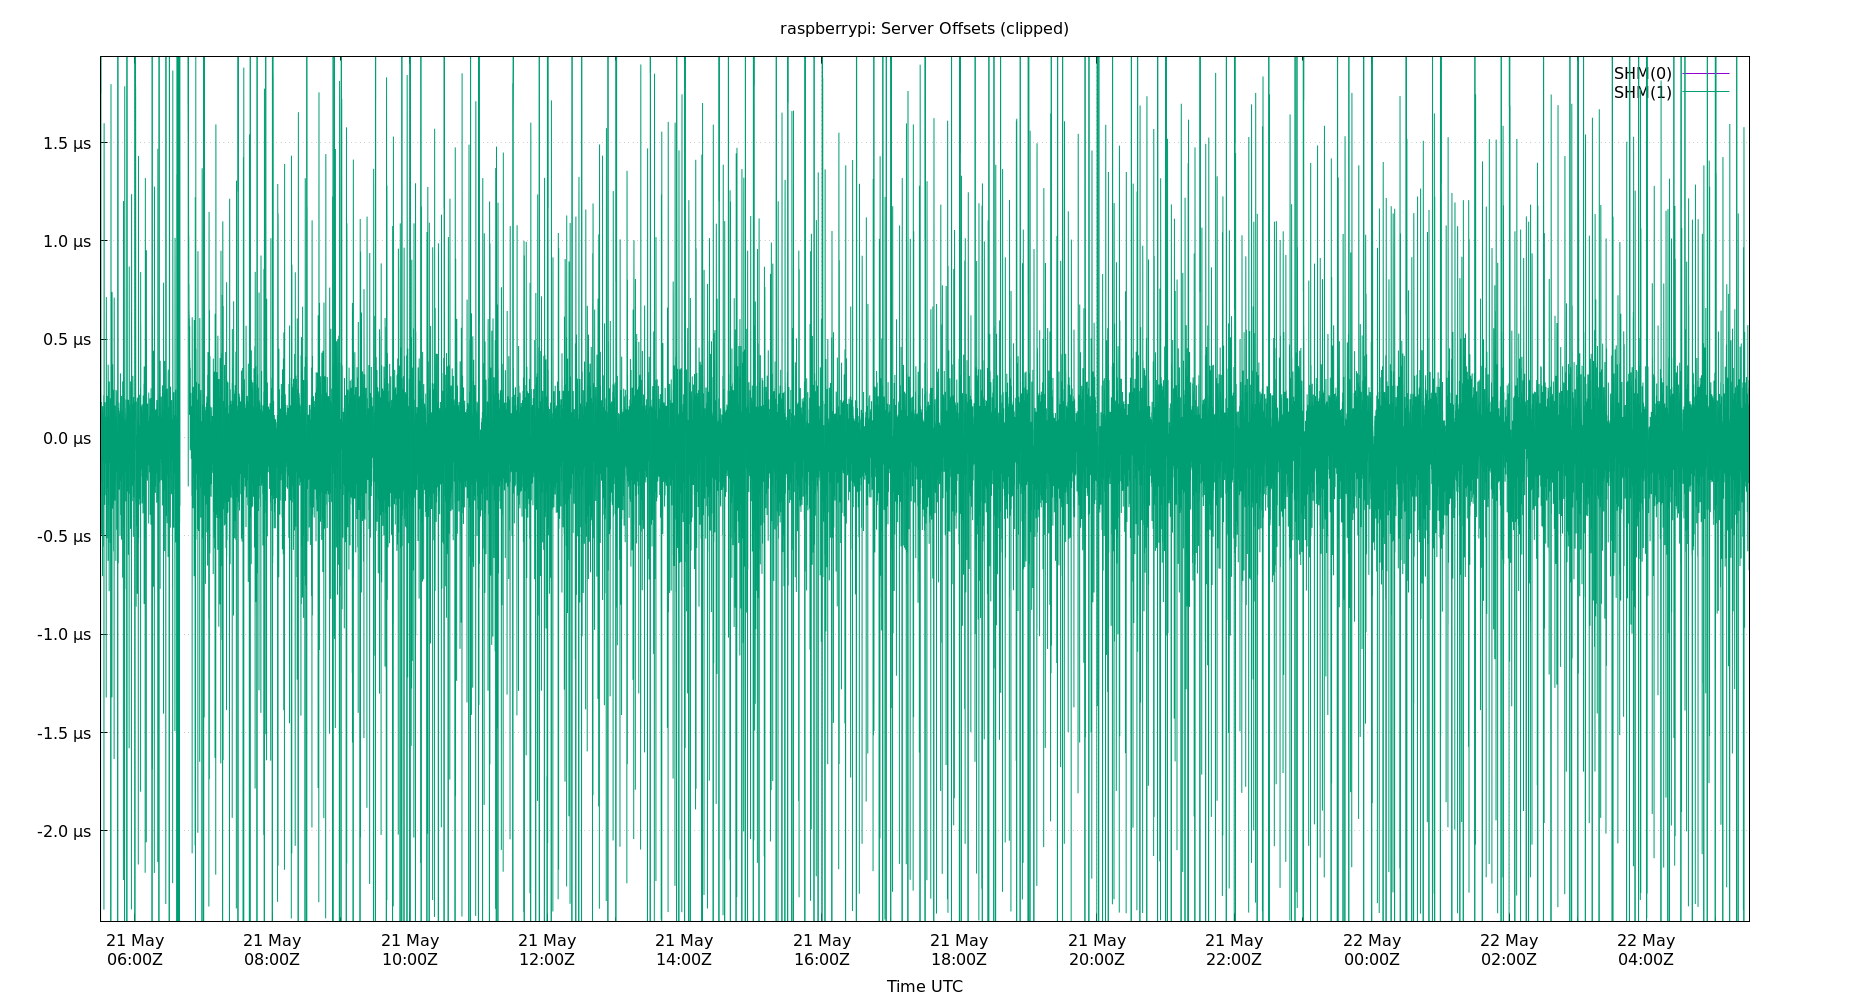 raspberrypi: Server Offsets (clipped)
SHM(0)
SHM(1)
1.5 µs
1.0 µs
0.5 µs
0.0 µs
-0.5 µs
-1.0 µs
-1.5 µs
-2.0 µs
21 May 21 May 21 May 21 May 21 May 21 May 21 May 21 May 21 May 22 May 22 May 22 May
06:00Z 08:00Z 10:00Z 12:00Z 14:00Z 16:00Z 18:00Z 20:00Z 22:00Z 00:00Z 02:00Z 04:00Z
Time UTC